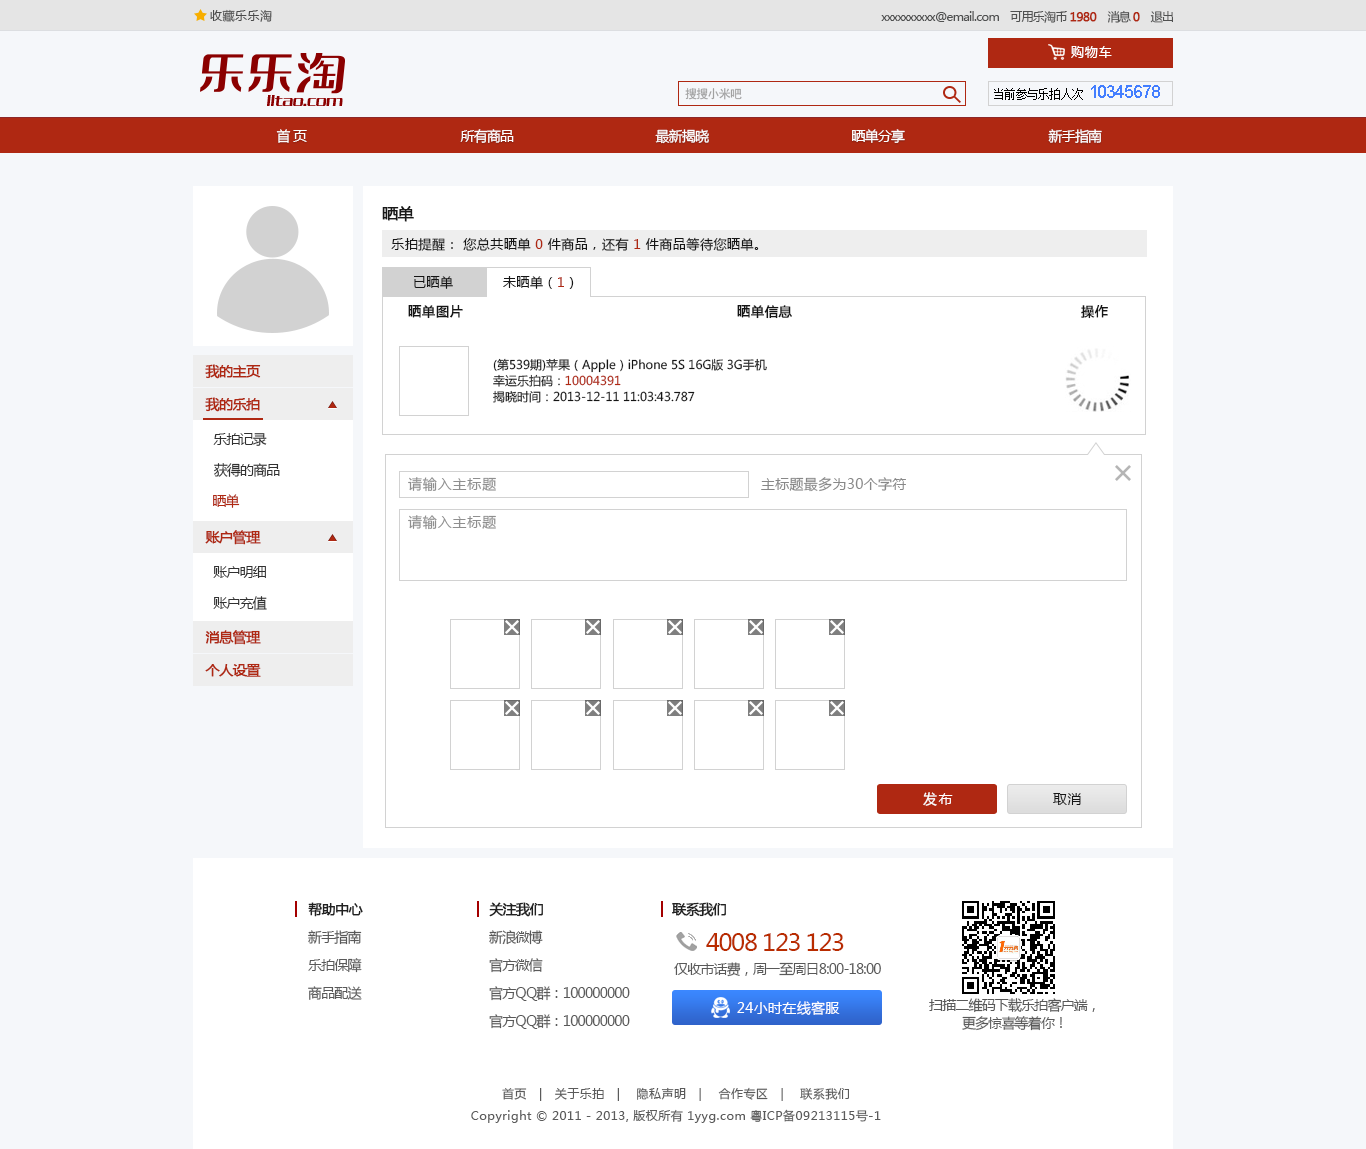 收藏乐乐淘
xxxxxxxxxx@email.com 可用乐淘币 1980 消息 0 退出
购物车
乐乐淘
lltao.com
搜搜小米吧
当前参与乐拍人次 10345678
首 页 所有商品 最新揭晓 晒单分享 新手指南
晒单
乐拍提醒： 您总共晒单 0 件商品，还有 1 件商品等待您晒单。
已晒单 未晒单（1）
晒单图片 晒单信息 操作
(第539期)苹果（Apple）iPhone 5S 16G版 3G手机
幸运乐拍码：10004391
揭晓时间：2013-12-11 11:03:43.787
我的主页
我的乐拍
乐拍记录
获得的商品
晒单
账户管理
账户明细
账户充值
消息管理
个人设置
请输入主标题 主标题最多为30个字符
请输入主标题
发布 取消
帮助中心
新手指南
乐拍保障
商品配送
关注我们
新浪微博
官方微信
官方QQ群：100000000
官方QQ群：100000000
联系我们
4008 123 123
仅收市话费，周一至周日8:00-18:00
24小时在线客服
扫描二维码下载乐拍客户端，
更多惊喜等着你！
首页 | 关于乐拍 | 隐私声明 | 合作专区 | 联系我们
Copyright © 2011 - 2013, 版权所有 1yyg.com 粤ICP备09213115号-1